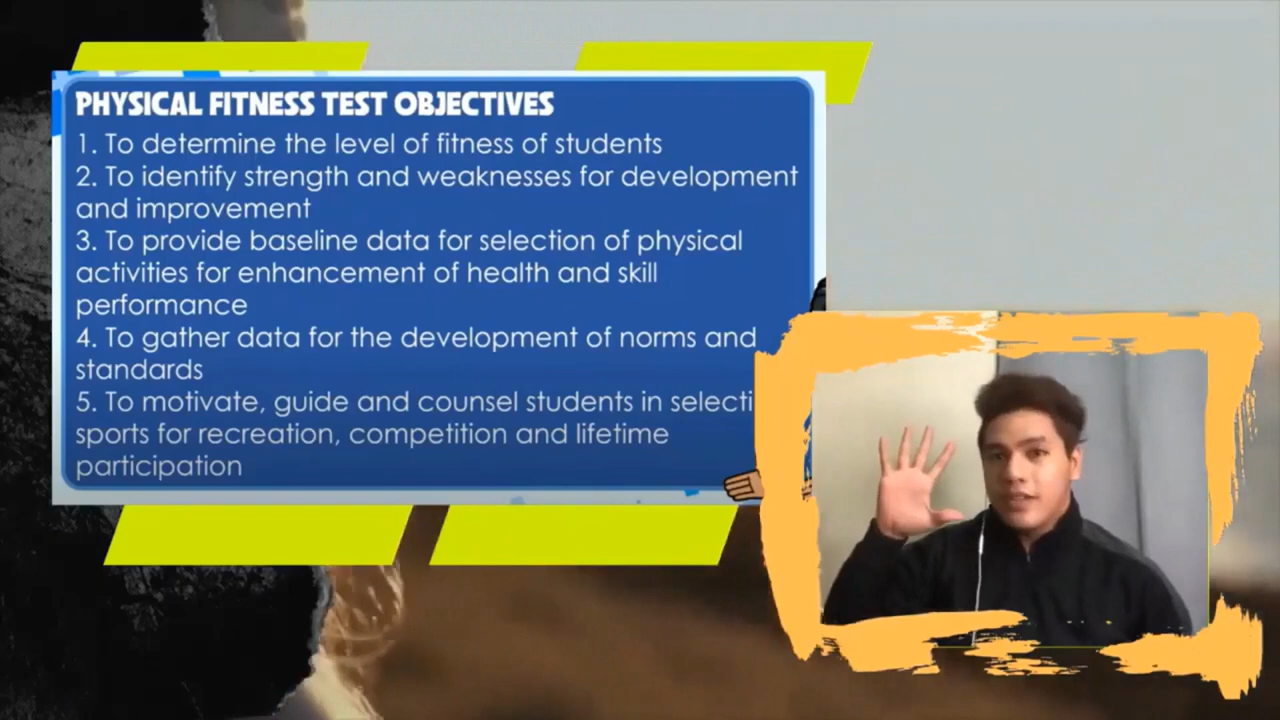 PHYSICAL FITNESS TEST OBJECTIVES
1. To determine the level of fitness of students
2. To identify strength and weaknesses for development
and improvement
3. To provide baseline data for selection of physical
activities for enhancement of health and skill
performance
4. To gather data for the development of norms and
standards
5. To motivate, guide and counsel students in
sports for recreation, competition and lifetime
participation